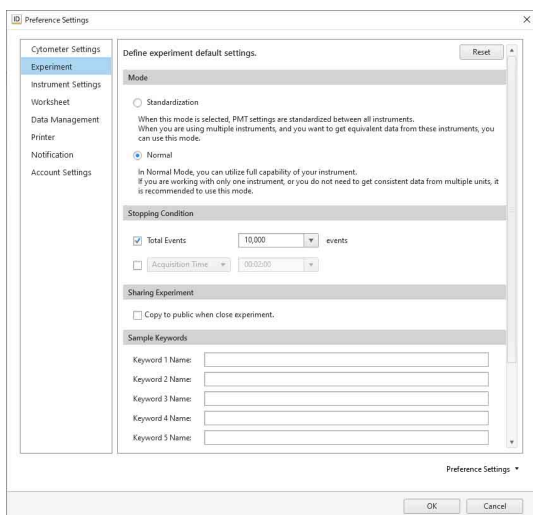 ID Preference Settings
Cytometer Settings
Experiment
Instrument Settings
Worksheet
Data Management
Printer
Notification
Account Settings
Define experiment default settings.
Reset
Mode
Standardization
When this mode is selected, PMT settings are standardized between all instruments.
When you are using multiple instruments, and you want to get equivalent data from these instruments, you
can use this mode.
Normal
In Normal Mode, you can utilize full capability of your instrument.
If you are working with only one instrument, or you do not need to get consistent data from multiple units, it
is recommended to use this mode.
Stopping Condition
Total Events 10,000 events
Acquisition Time 00:02:00
Sharing Experiment
Copy to public when close experiment.
Sample Keywords
Keyword 1 Name:
Keyword 2 Name:
Keyword 3 Name:
Keyword 4 Name:
Keyword 5 Name:
Preference Settings
OK Cancel